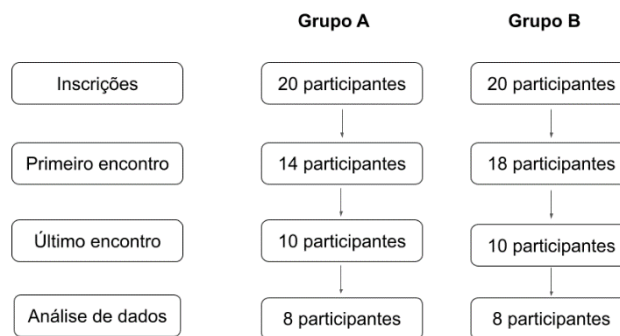 Grupo A Grupo B
Inscrições 20 participantes 20 participantes
Primeiro encontro 14 participantes 18 participantes
Último encontro 10 participantes 10 participantes
Análise de dados 8 participantes 8 participantes